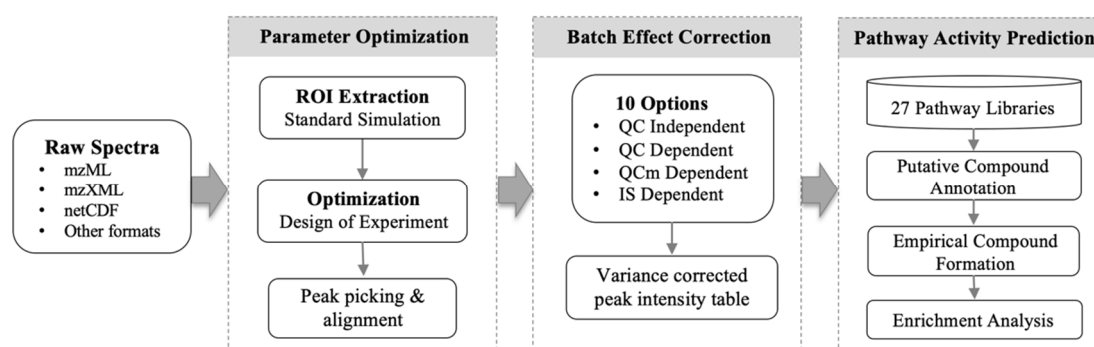 Raw Spectra
• mzML
• mzXML
• netCDF
• Other formats
Parameter Optimization
ROI Extraction
Standard Simulation
Optimization
Design of Experiment
Peak picking &
alignment
Batch Effect Correction
10 Options
• QC Independent
• QC Dependent
• QCm Dependent
• IS Dependent
Variance corrected
peak intensity table
Pathway Activity Prediction
27 Pathway Libraries
Putative Compound
Annotation
Empirical Compound
Formation
Enrichment Analysis